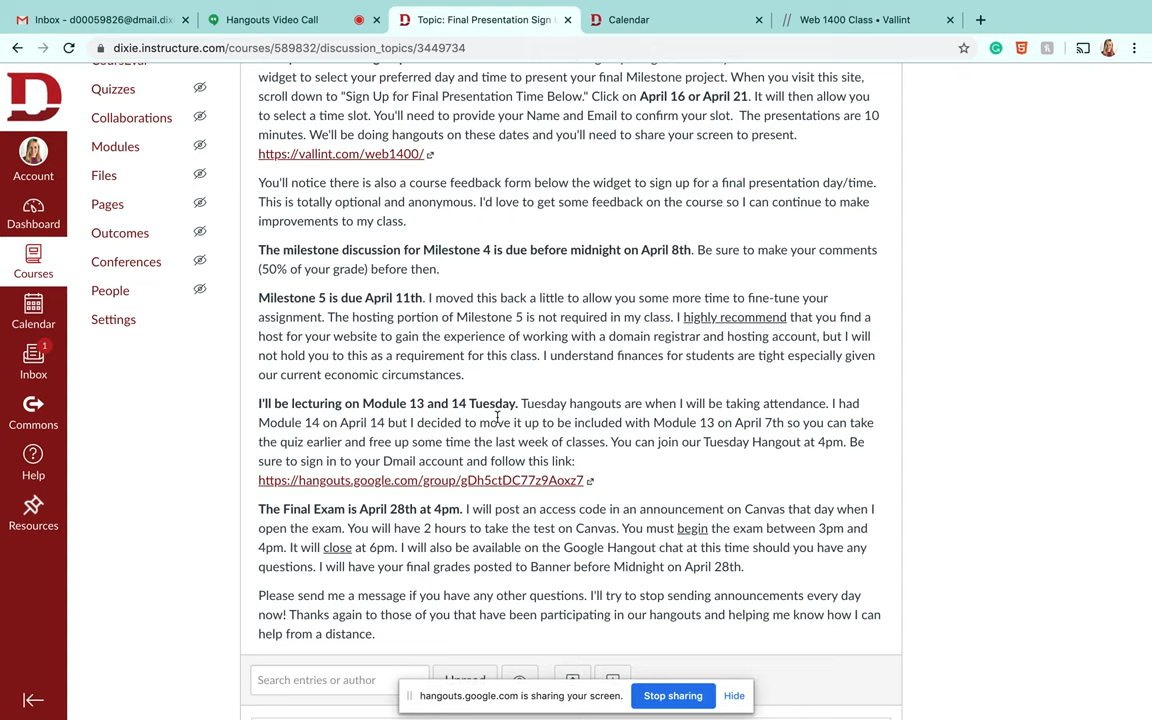 Inbox - d00059826@dmail.dixi
Hangouts Video Call
Topic: Final Presentation Sign
Calendar
Web 1400 Class • Vallint
dixie.instructure.com/courses/589832/discussion_topics/3449734
Account
Dashboard
Courses
Calendar
1
Inbox
Commons
Help
Resources
Quizzes
Collaborations
Modules
Files
Pages
Outcomes
Conferences
People
Settings
widget to select your preferred day and time to present your final Milestone project. When you visit this site,
scroll down to "Sign Up for Final Presentation Time Below." Click on April 16 or April 21. It will then allow you
to select a time slot. You'll need to provide your Name and Email to confirm your slot. The presentations are 10
minutes. We'll be doing hangouts on these dates and you'll need to share your screen to present.
https://vallint.com/web1400/
You'll notice there is also a course feedback form below the widget to sign up for a final presentation day/time.
This is totally optional and anonymous. I'd love to get some feedback on the course so I can continue to make
improvements to my class.
The milestone discussion for Milestone 4 is due before midnight on April 8th. Be sure to make your comments
(50% of your grade) before then.
Milestone 5 is due April 11th. I moved this back a little to allow you some more time to fine-tune your
assignment. The hosting portion of Milestone 5 is not required in my class. I highly recommend that you find a
host for your website to gain the experience of working with a domain registrar and hosting account, but I will
not hold you to this as a requirement for this class. I understand finances for students are tight especially given
our current economic circumstances.
I'll be lecturing on Module 13 and 14 Tuesday. Tuesday hangouts are when I will be taking attendance. I had
Module 14 on April 14 but I decided to move it up to be included with Module 13 on April 7th so you can take
the quiz earlier and free up some time the last week of classes. You can join our Tuesday Hangout at 4pm. Be
sure to sign in to your Dmail account and follow this link:
https://hangouts.google.com/group/gDh5ctDC77z9Aoxz7
The Final Exam is April 28th at 4pm. I will post an access code in an announcement on Canvas that day when I
open the exam. You will have 2 hours to take the test on Canvas. You must begin the exam between 3pm and
4pm. It will close at 6pm. I will also be available on the Google Hangout chat at this time should you have any
questions. I will have your final grades posted to Banner before Midnight on April 28th.
Please send me a message if you have any other questions. I'll try to stop sending announcements every day
now! Thanks again to those of you that have been participating in our hangouts and helping me know how I can
help from a distance.
Search entries or author
hangouts.google.com is sharing your screen.
Stop sharing
Hide